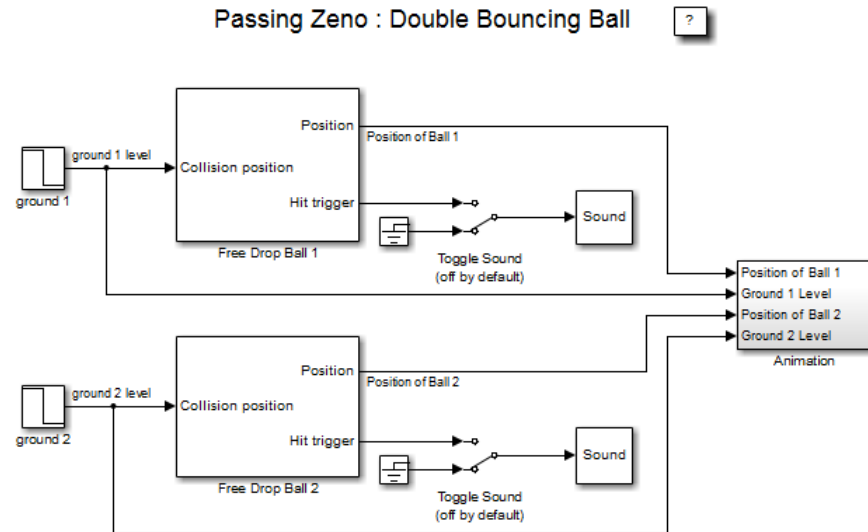 Passing Zeno : Double Bouncing Ball
?
Position
Position of Ball 1
ground 1 level
Collision position
ground 1
Hit trigger
Sound
Free Drop Ball 1
Toggle Sound
(off by default)
Position of Ball 1
Ground 1 Level
Position of Ball 2
Ground 2 Level
Animation
Position
Position of Ball 2
ground 2 level
Collision position
ground 2
Hit trigger
Sound
Free Drop Ball 2
Toggle Sound
(off by default)